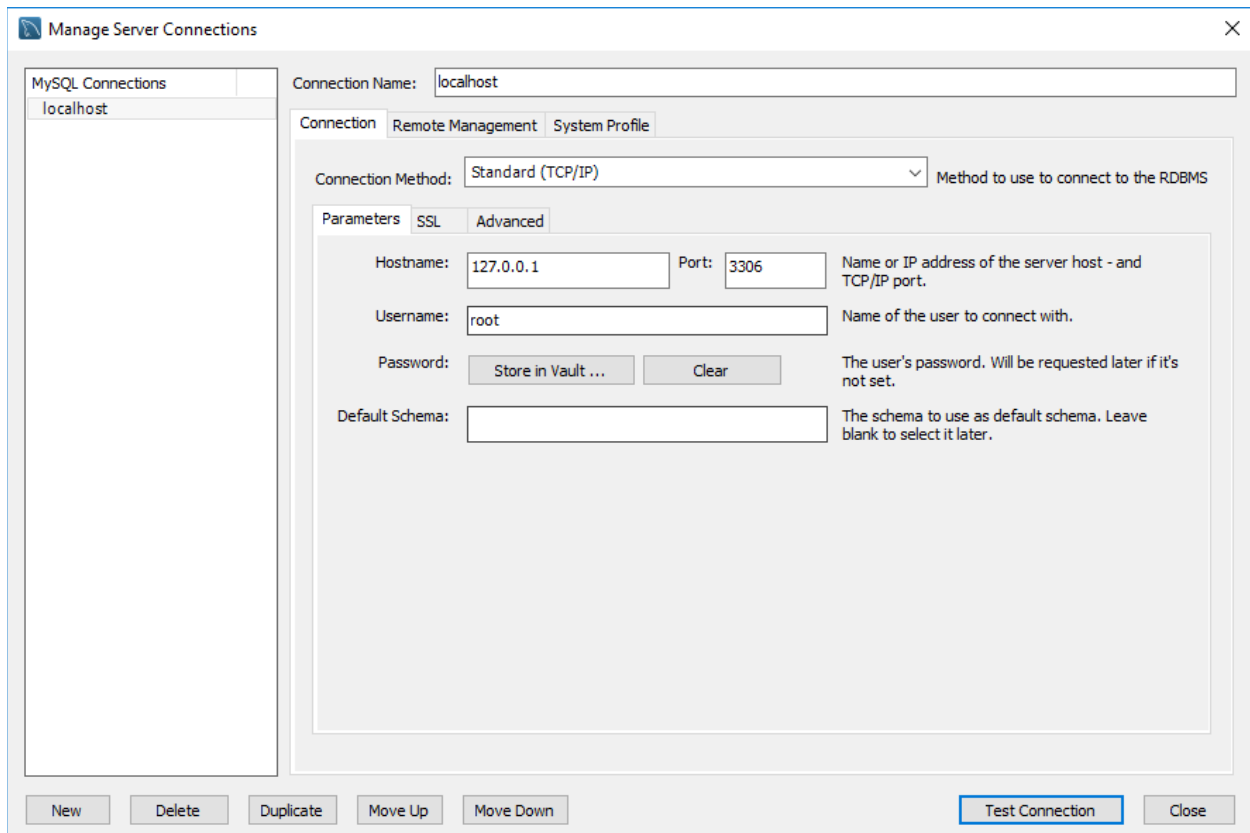 Manage Server Connections
MySQL Connections
localhost
Connection Name: localhost
Connection Remote Management System Profile
Connection Method: Standard (TCP/IP) Method to use to connect to the RDBMS
Parameters SSL Advanced
Hostname: 127.0.0.1 Port: 3306 Name or IP address of the server host - and
TCP/IP port.
Username: root Name of the user to connect with.
Password: Store in Vault ... Clear The user's password. Will be requested later if it's
not set.
Default Schema: The schema to use as default schema. Leave
blank to select it later.
New Delete Duplicate Move Up Move Down Test Connection Close